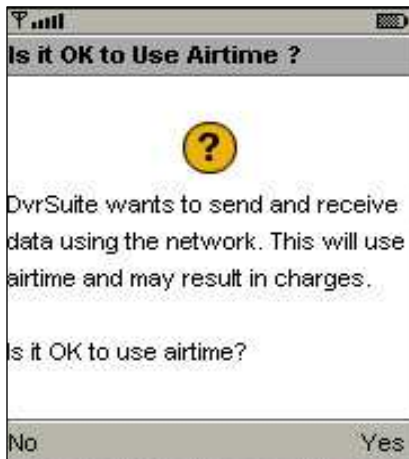 Is it OK to Use Airtime ?
?
DvrSuite wants to send and receive
data using the network. This will use
airtime and may result in charges.
Is it OK to use airtime?
No Yes